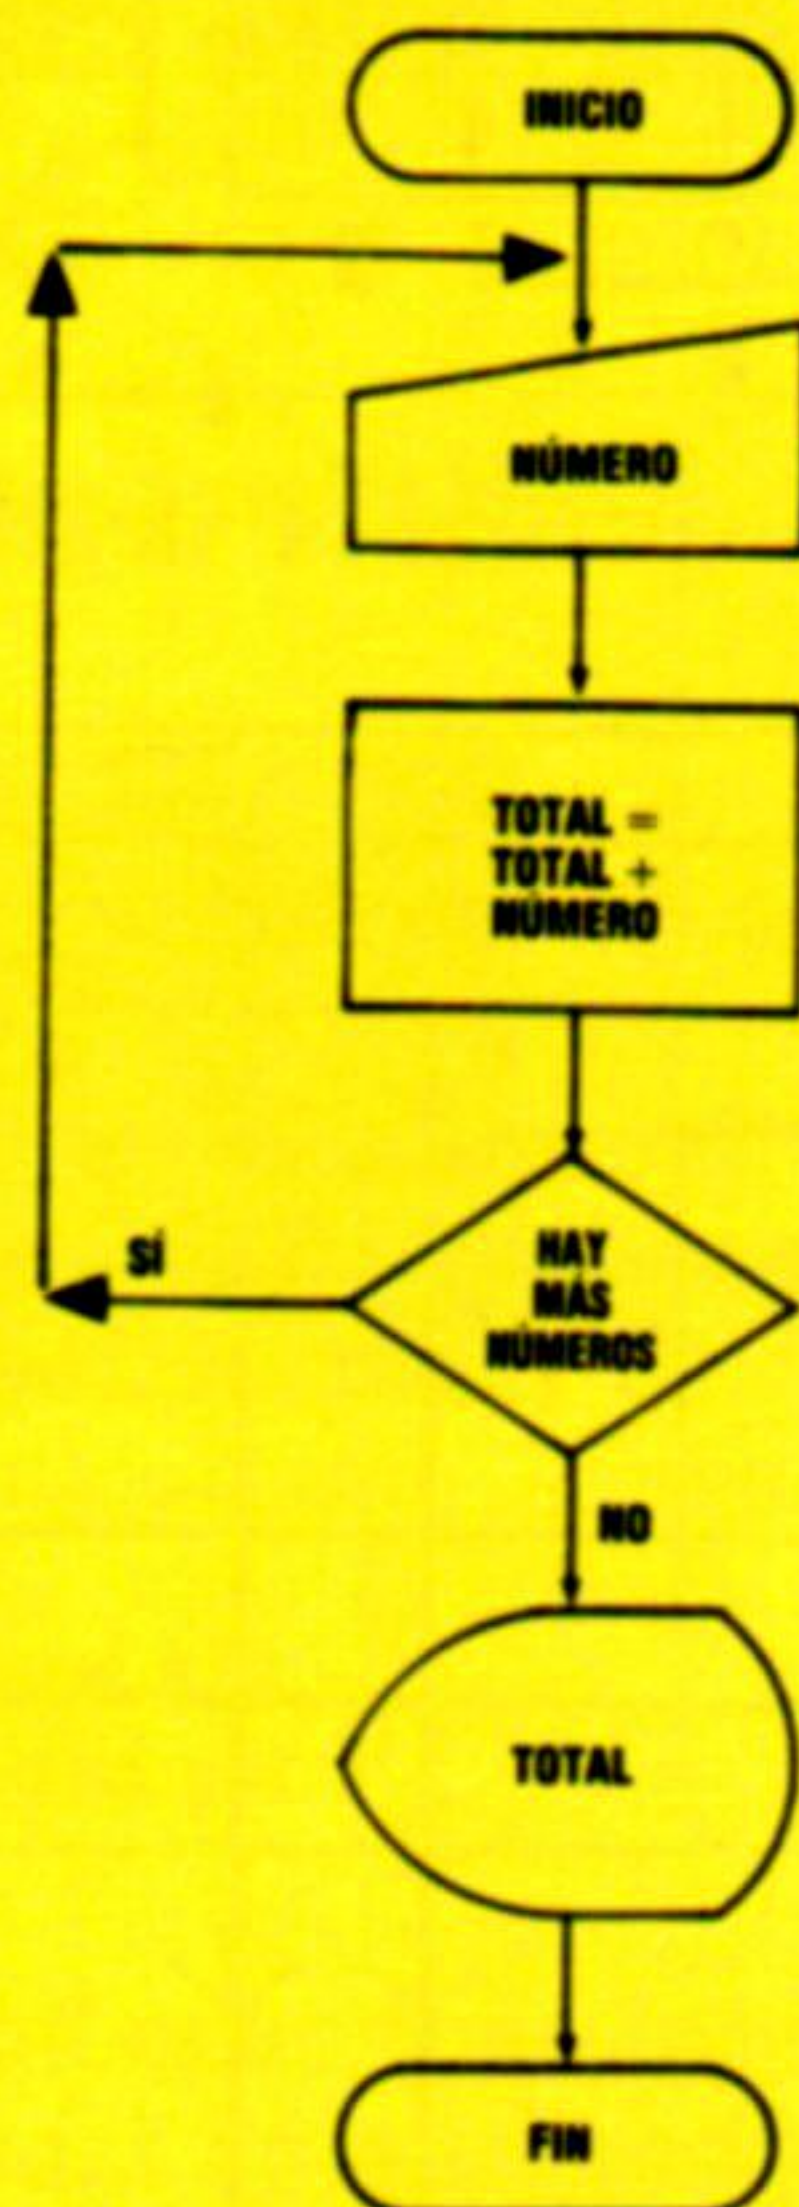 INICIO
NÚMERO
TOTAL =
TOTAL +
NÚMERO
HAY
MÁS
NÚMEROS
SÍ
NO
TOTAL
FIN